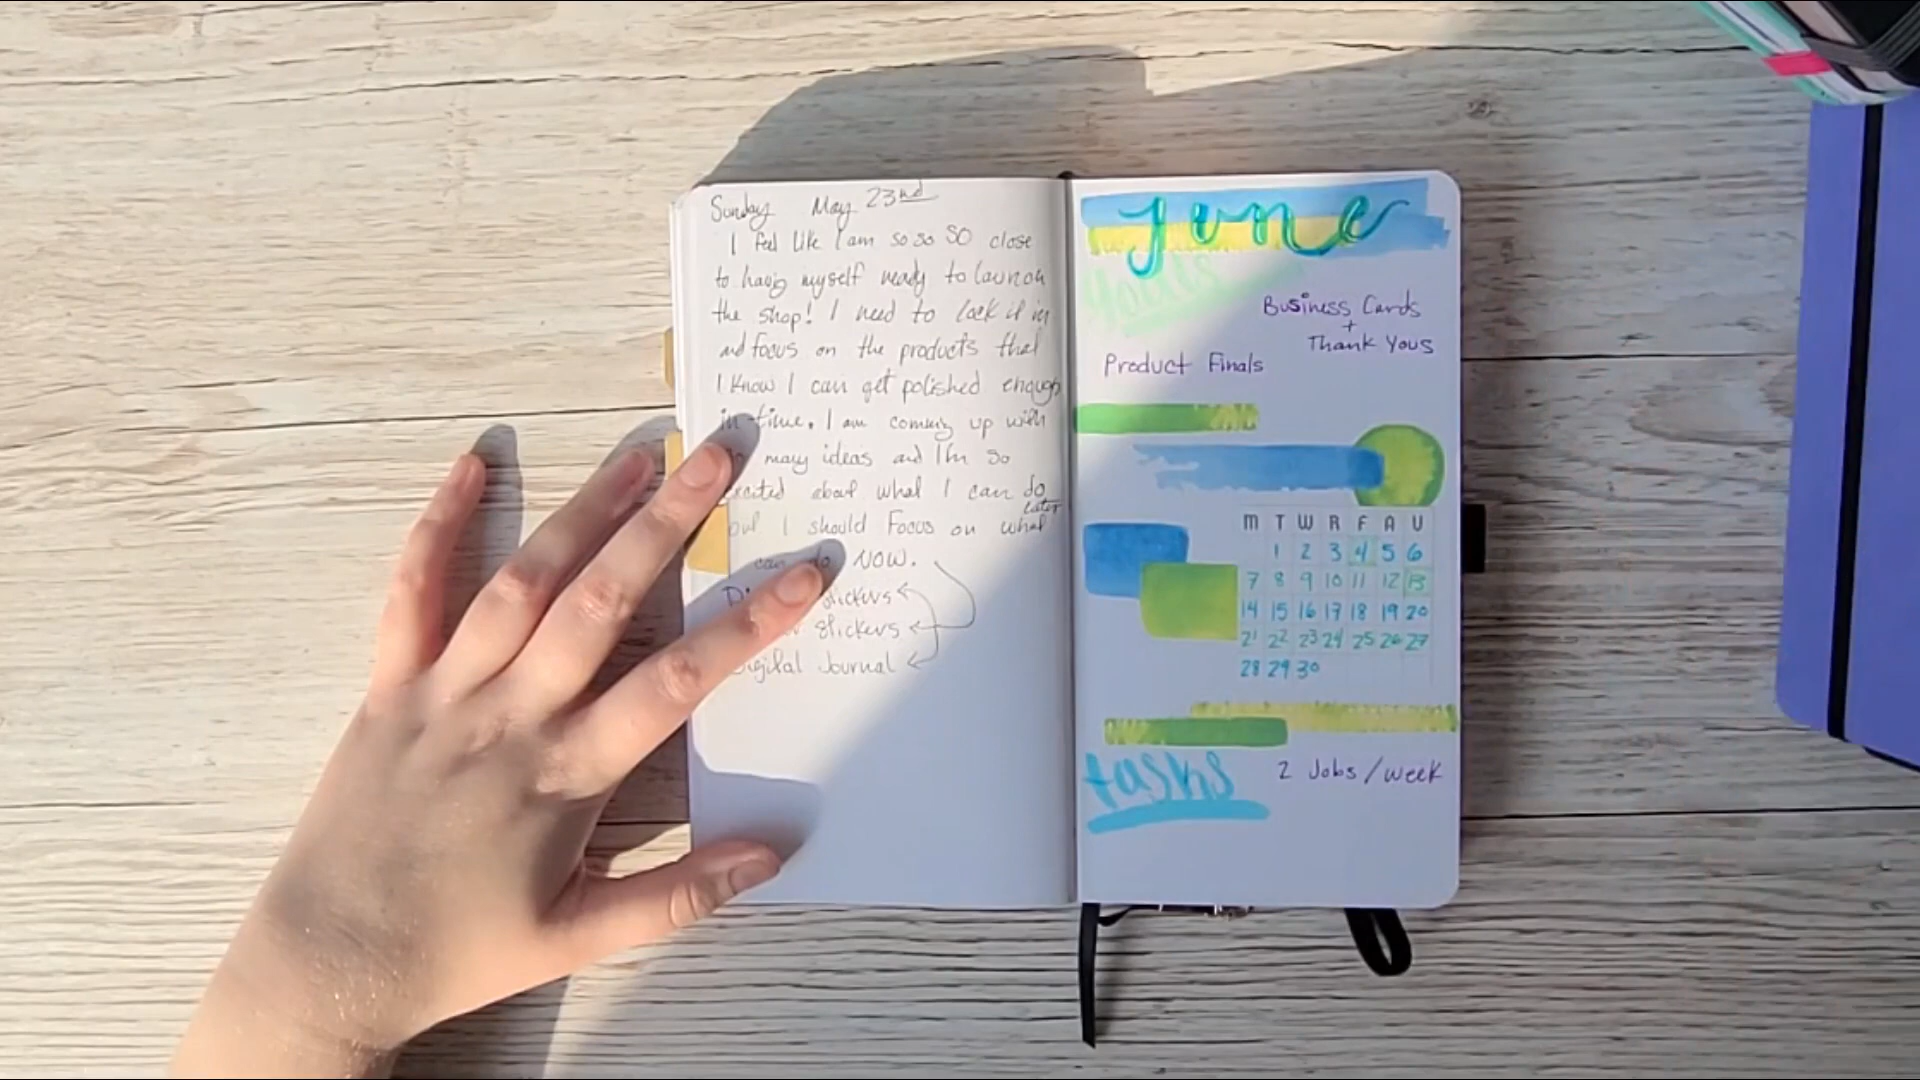 Sunday May 23rd
I feel like I am so so SO close
to havig myself ready to launch
the shop! I need to lock it in
and focus on the products that
I know I can get polished enough
in time. I am coming up with
many ideas and I'm so
excited about what I can do
later
but I should Focus on what
can do NOW.
stickers
stickers
Digital Journal
June
Goals
Business Cards
+
Thank Yous
Product Finals
M T W R F A U
1 2 3 4 5 6
7 8 9 10 11 12 13
14 15 16 17 18 19 20
21 22 23 24 25 26 27
28 29 30
tasks
2 Jobs/week